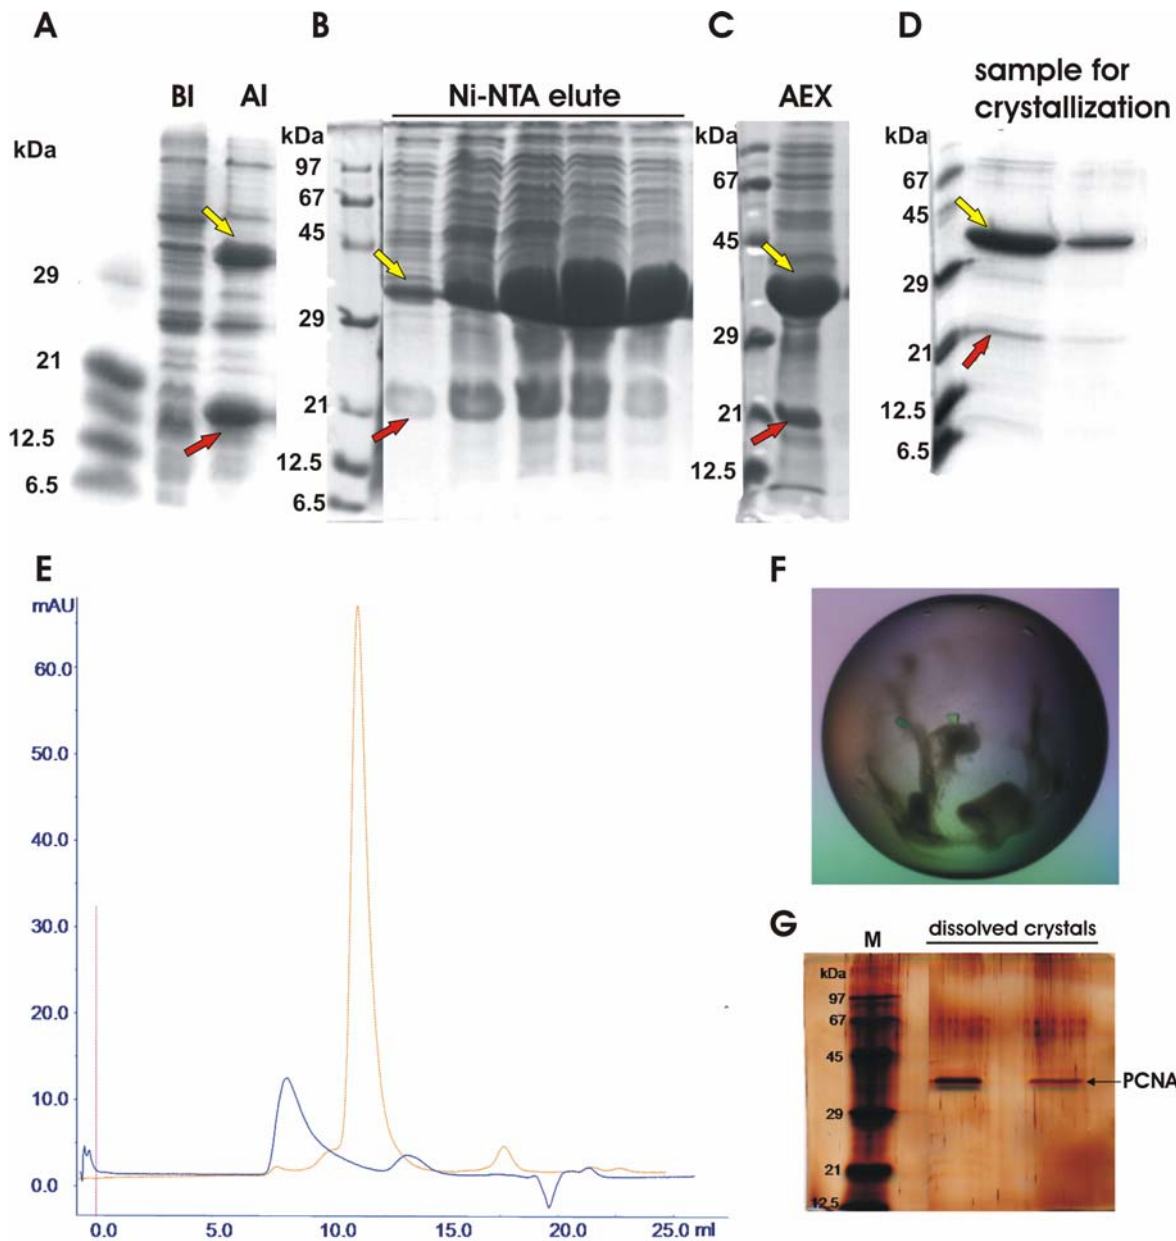 A
BI AI
kDa
29
21
12.5
6.5
B
Ni-NTA elute
kDa
97
67
45
29
21
12.5
6.5
C
AEX
kDa
67
45
29
21
12.5
D
sample for
crystallization
67
45
29
21
12.5
6.5
E
mAU
60.0
50.0
40.0
30.0
20.0
10.0
0.0
0.0 5.0 10.0 15.0 20.0 25.0 ml
F
G
M
dissolved crystals
kDa
97
67
45
PCNA
29
21
12.5